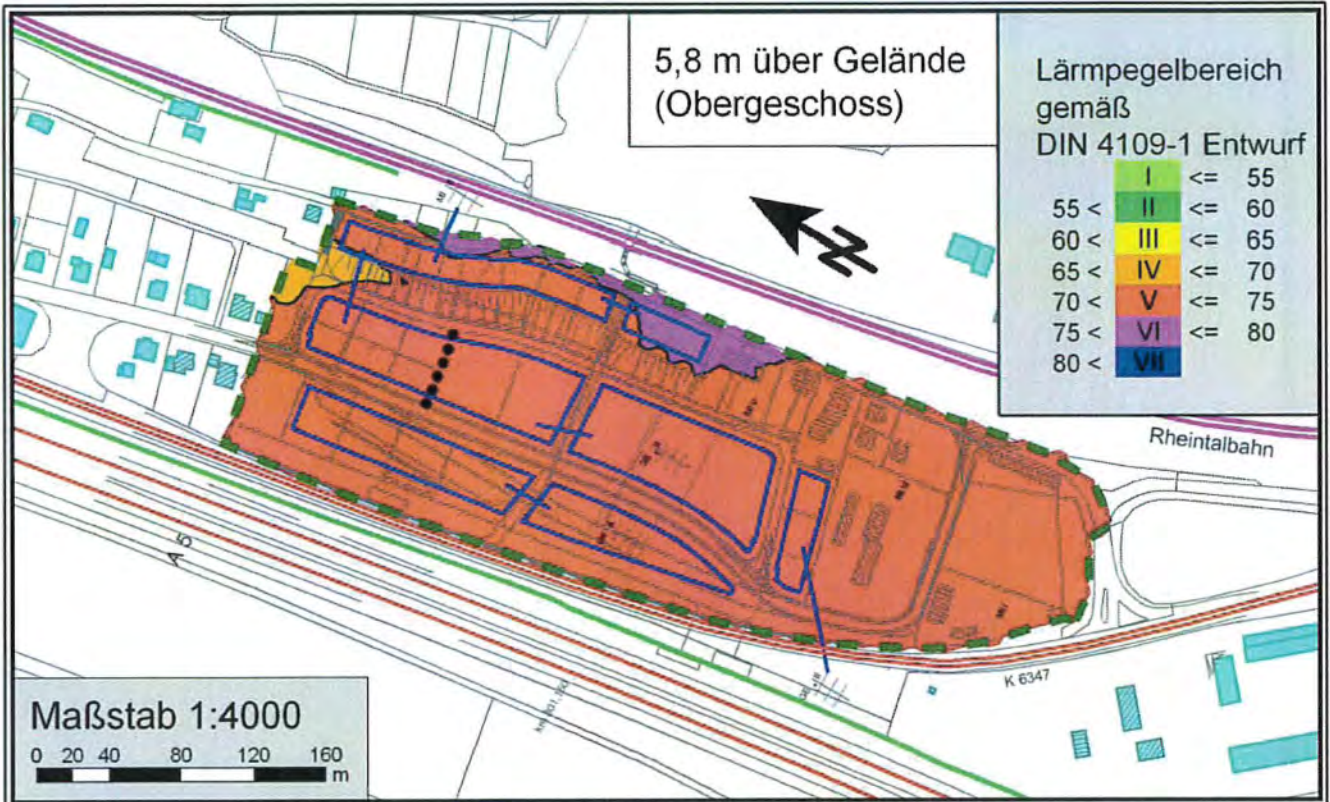 5,8 m über Gelände
(Obergeschoss)
Lärmpegelbereich
gemäß
DIN 4109-1 Entwurf
I <= 55
55 < II <= 60
60 < III <= 65
65 < IV <= 70
70 < V <= 75
75 < VI <= 80
80 < VII
Rheintalbahn
A 5
K 6347
Maßstab 1:4000
0 20 40 80 120 160
m